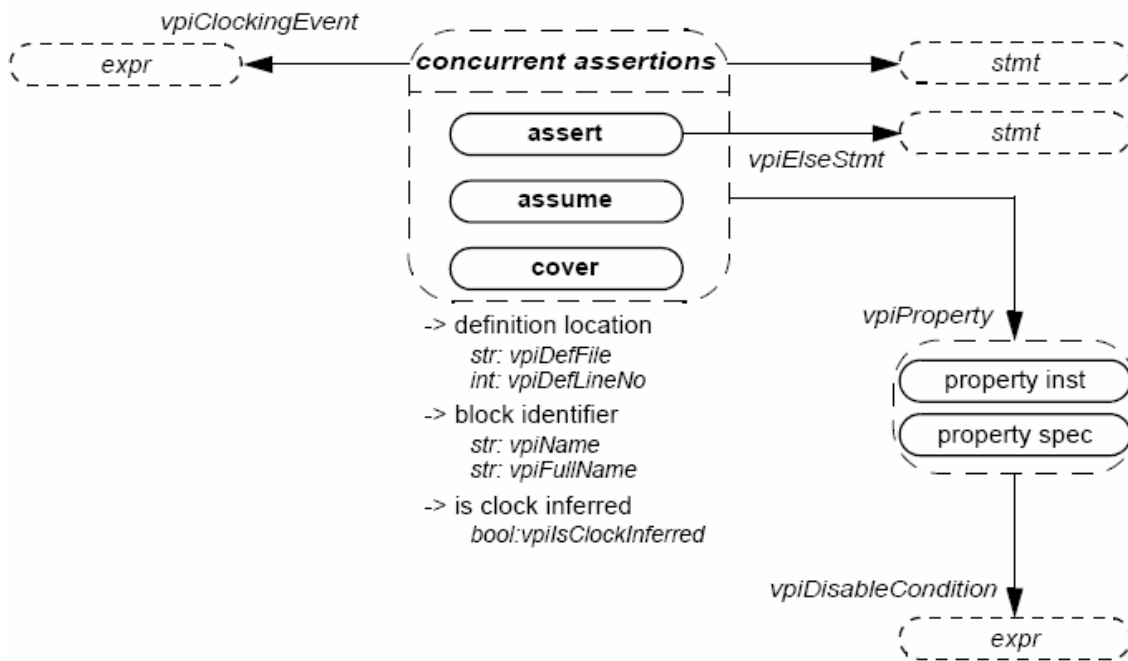 vpiClockingEvent
expr
concurrent assertions
stmt
assert
stmt
vpiElseStmt
assume
cover
-> definition location
str: vpiDefFile
int: vpiDefLineNo
-> block identifier
str: vpiName
str: vpiFullName
-> is clock inferred
bool:vpiIsClockInferred
vpiProperty
property inst
property spec
vpiDisableCondition
expr